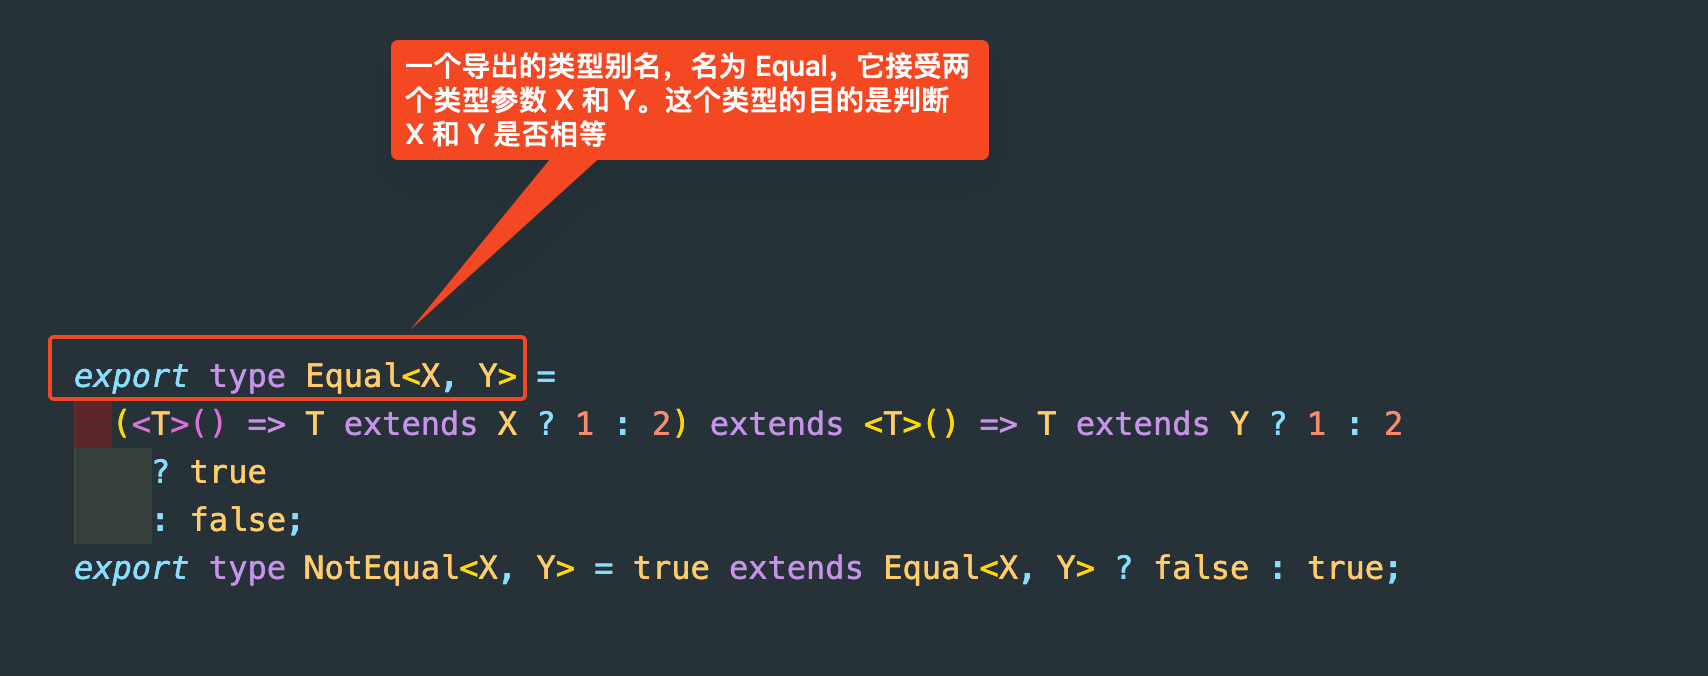 一个导出的类型别名，名为 Equal，它接受两
个类型参数 X 和 Y。这个类型的目的是判断
X 和 Y 是否相等
export type Equal<X, Y> =
(<T>() => T extends X ? 1 : 2) extends <T>() => T extends Y ? 1 : 2
? true
: false;
export type NotEqual<X, Y> = true extends Equal<X, Y> ? false : true;